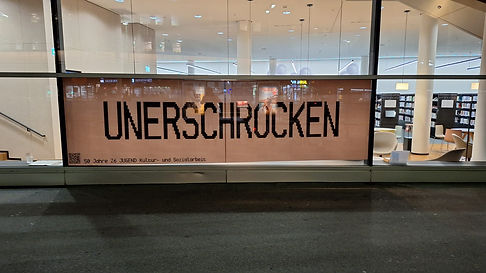 UNERSCHROCKEN
50 Jahre Z6 JUGEND Kultur- und Sozialarbeit